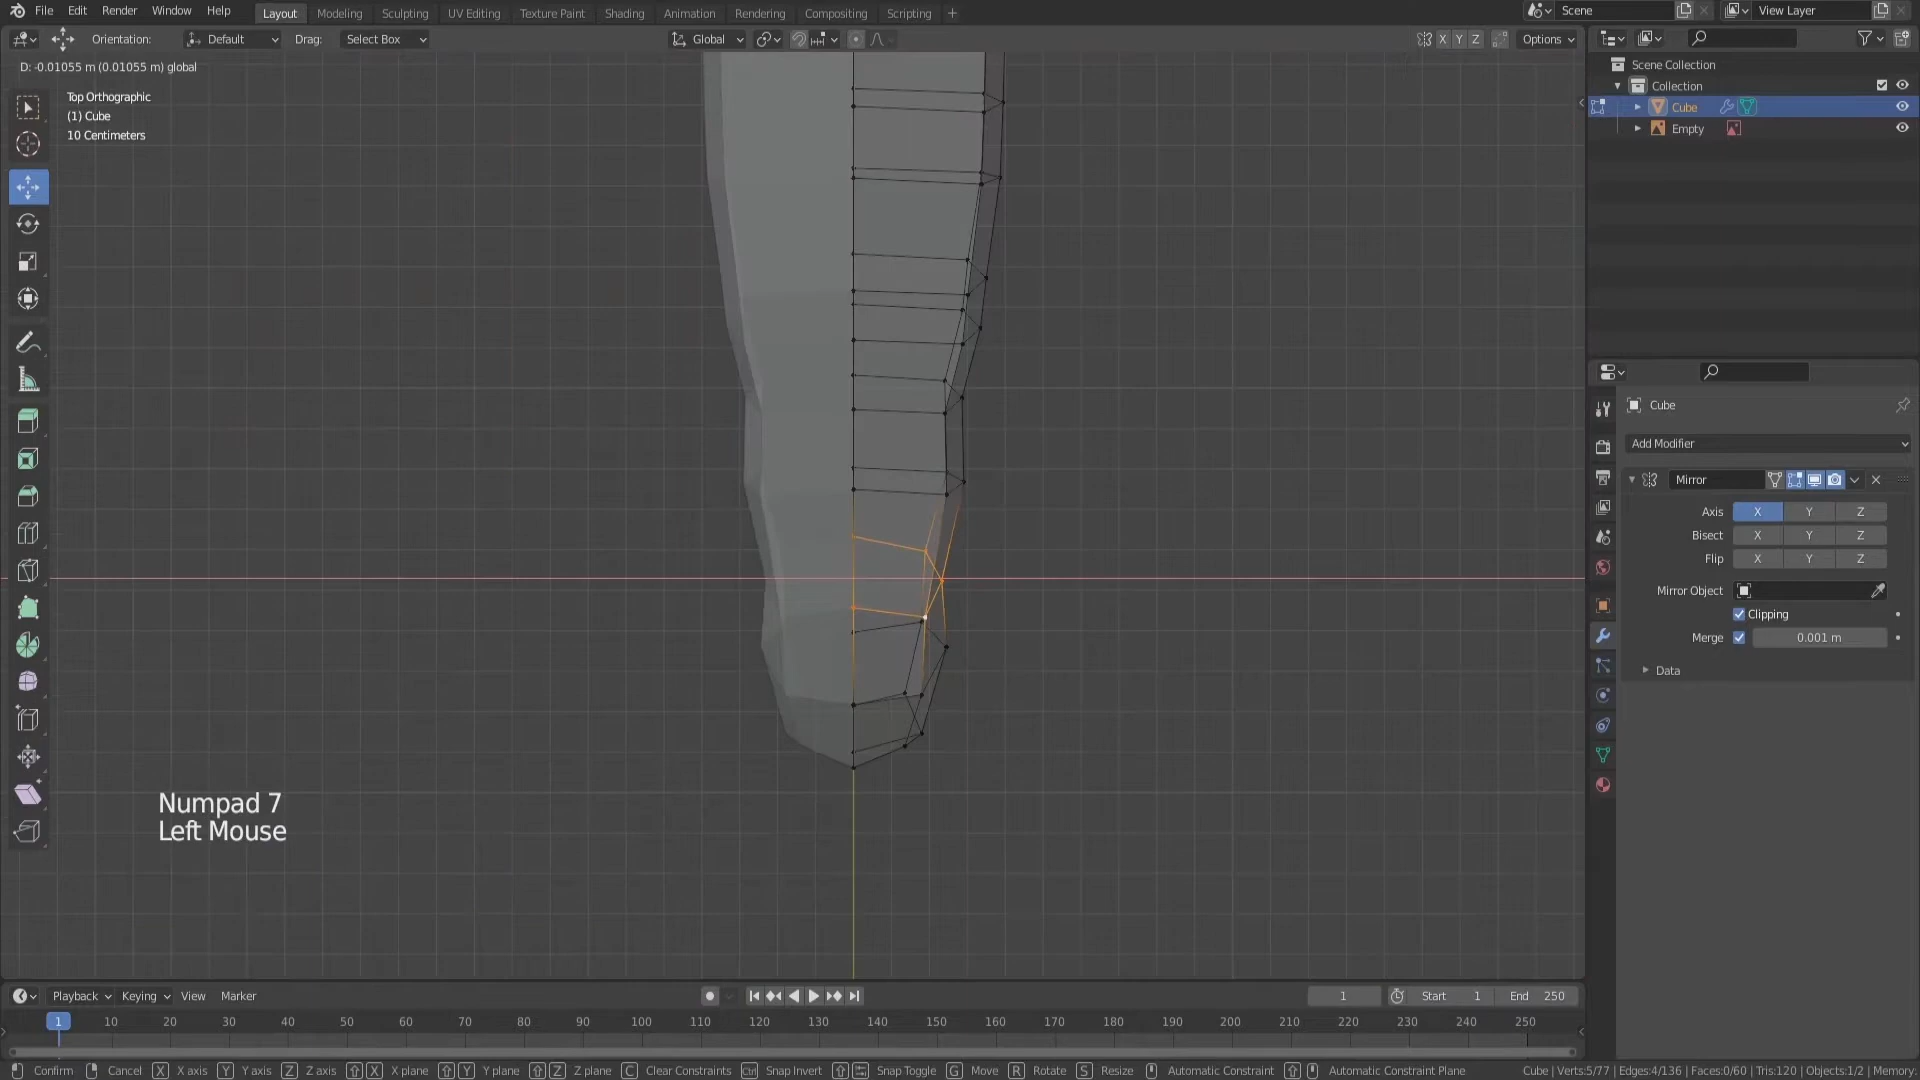 File Edit Render Window Help Layout Modeling Sculpting UV Editing Texture Paint Shading Animation Rendering Compositing Scripting + Scene View Layer
Orientation: Default Drag: Select Box Global X Y Z Options
D: -0.01055 m (0.01055 m) global
Top Orthographic
(1) Cube
10 Centimeters
Scene Collection
Collection
Cube
Empty
Cube
Add Modifier
Mirror
Axis X Y Z
Bisect X Y Z
Flip X Y Z
Mirror Object
Clipping
Merge 0.001 m
Data
Numpad 7
Left Mouse
Playback Keying View Marker 1 Start 1 End 250
1 10 20 30 40 50 60 70 80 90 100 110 120 130 140 150 160 170 180 190 200 210 220 230 240 250
Confirm Cancel X X axis Y Y axis Z Z axis X X plane Y Y plane Z Z plane C Clear Constraints Ctrl Snap Invert Snap Toggle G Move R Rotate S Resize Automatic Constraint Automatic Constraint Plane Cube | Verts:5/77 | Edges:4/136 | Faces:0/60 | Tris:120 | Objects:1/2 | Memory: